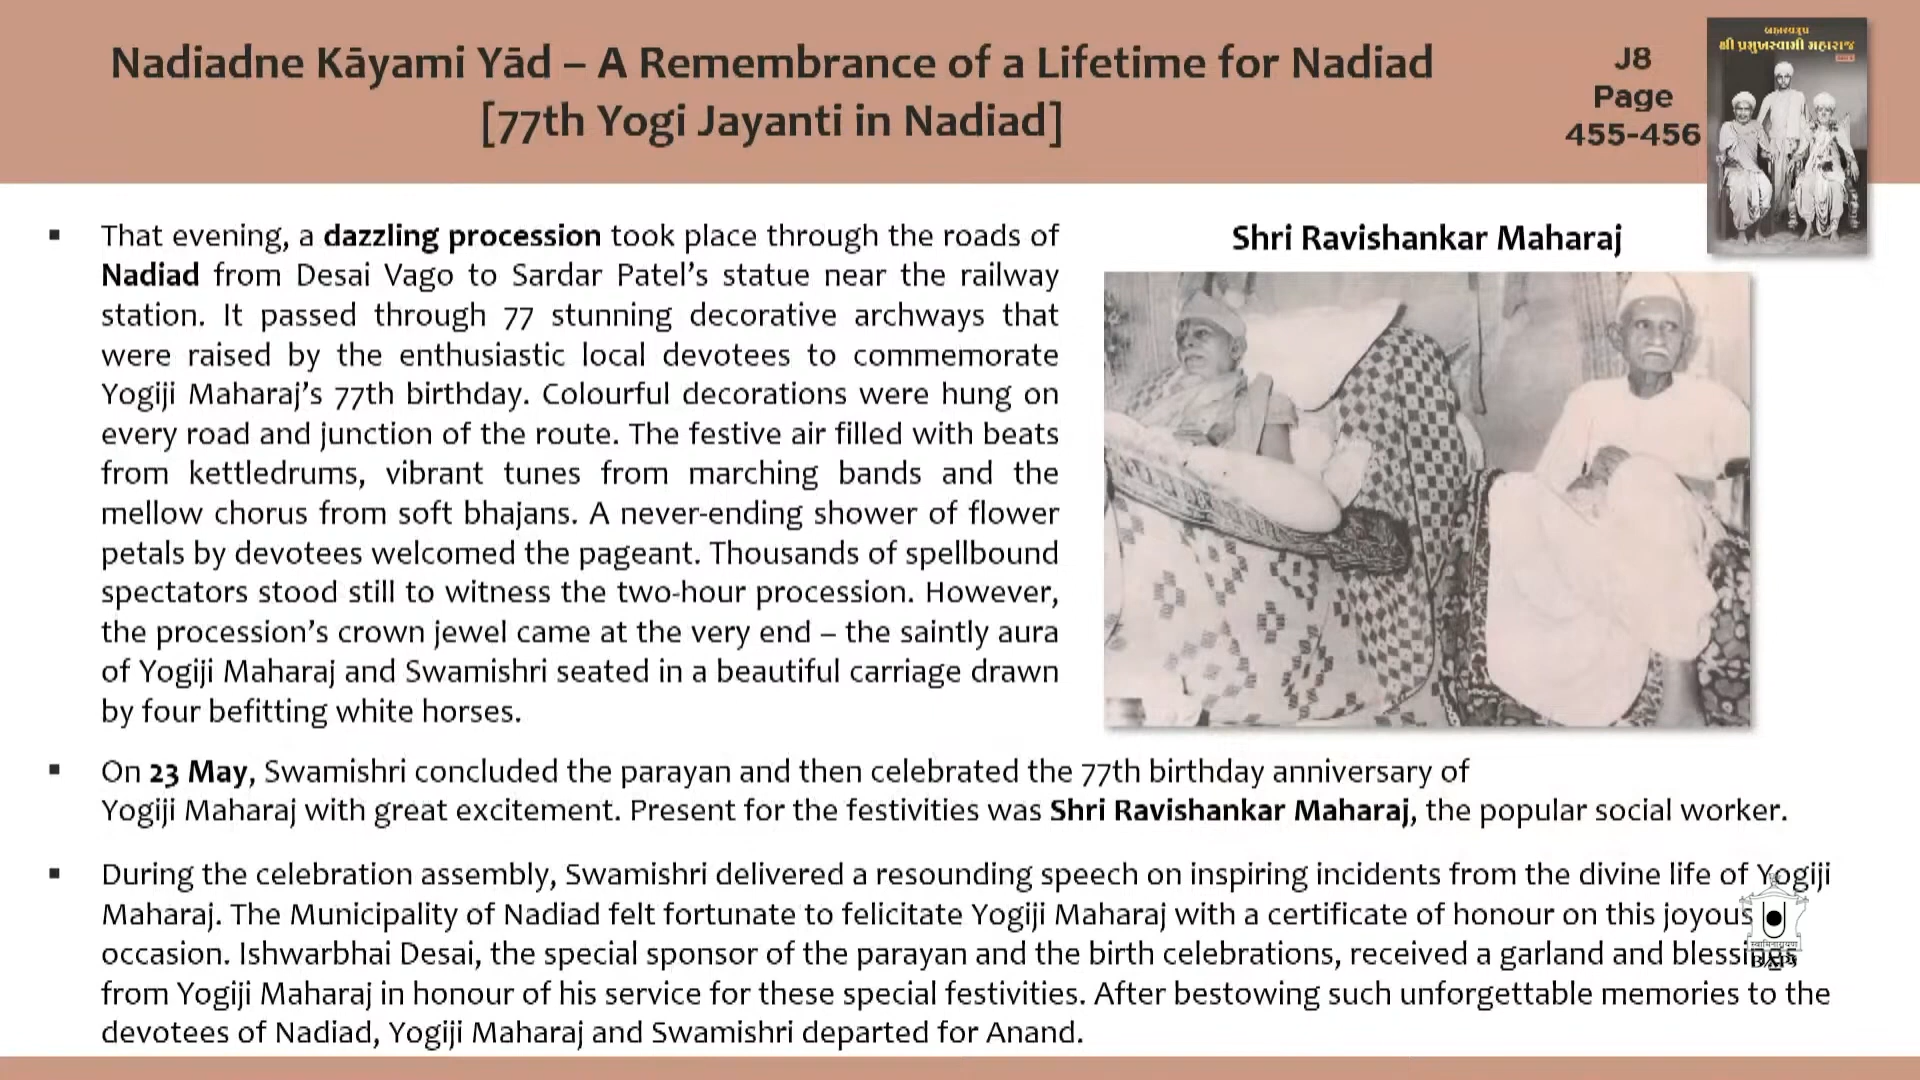 Nadiadne Kāyami Yād – A Remembrance of a Lifetime for Nadiad
[77th Yogi Jayanti in Nadiad]
J8
Page
455-456
બ્રહ્મસ્વરૂપ
શ્રી પ્રમુખસ્વામી મહારાજ
Shri Ravishankar Maharaj
▪ That evening, a dazzling procession took place through the roads of
Nadiad from Desai Vago to Sardar Patel’s statue near the railway
station. It passed through 77 stunning decorative archways that
were raised by the enthusiastic local devotees to commemorate
Yogiji Maharaj’s 77th birthday. Colourful decorations were hung on
every road and junction of the route. The festive air filled with beats
from kettledrums, vibrant tunes from marching bands and the
mellow chorus from soft bhajans. A never-ending shower of flower
petals by devotees welcomed the pageant. Thousands of spellbound
spectators stood still to witness the two-hour procession. However,
the procession’s crown jewel came at the very end – the saintly aura
of Yogiji Maharaj and Swamishri seated in a beautiful carriage drawn
by four befitting white horses.
▪ On 23 May, Swamishri concluded the parayan and then celebrated the 77th birthday anniversary of
Yogiji Maharaj with great excitement. Present for the festivities was Shri Ravishankar Maharaj, the popular social worker.
▪ During the celebration assembly, Swamishri delivered a resounding speech on inspiring incidents from the divine life of Yogiji
Maharaj. The Municipality of Nadiad felt fortunate to felicitate Yogiji Maharaj with a certificate of honour on this joyous
occasion. Ishwarbhai Desai, the special sponsor of the parayan and the birth celebrations, received a garland and blessings
from Yogiji Maharaj in honour of his service for these special festivities. After bestowing such unforgettable memories to the
devotees of Nadiad, Yogiji Maharaj and Swamishri departed for Anand.
स्वामिनारायण
BAPS